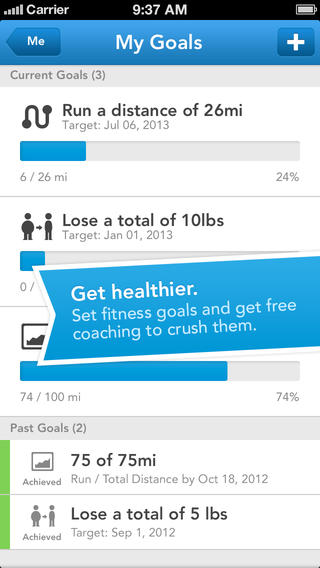 Carrier 9:37 AM
Me My Goals +
Current Goals (3)
Run a distance of 26mi
Target: Jul 06, 2013
6 / 26 mi 24%
Lose a total of 10lbs
Target: Jan 01, 2013
0 /
Get healthier.
Set fitness goals and get free
coaching to crush them.
74 / 100 mi 74%
Past Goals (2)
75 of 75mi
Achieved Run / Total Distance by Oct 18, 2012
Lose a total of 5 lbs
Achieved Target: Sep 1, 2012